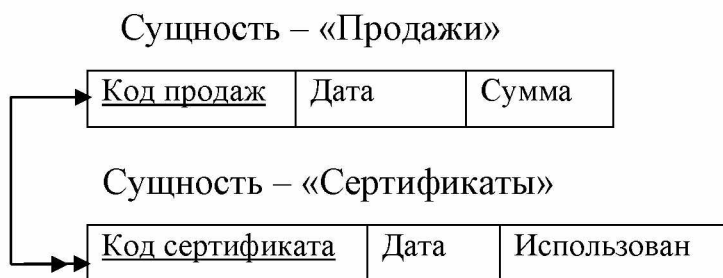 Сущность – «Продажи»
Код продаж Дата Сумма
Сущность – «Сертификаты»
Код сертификата Дата Использован